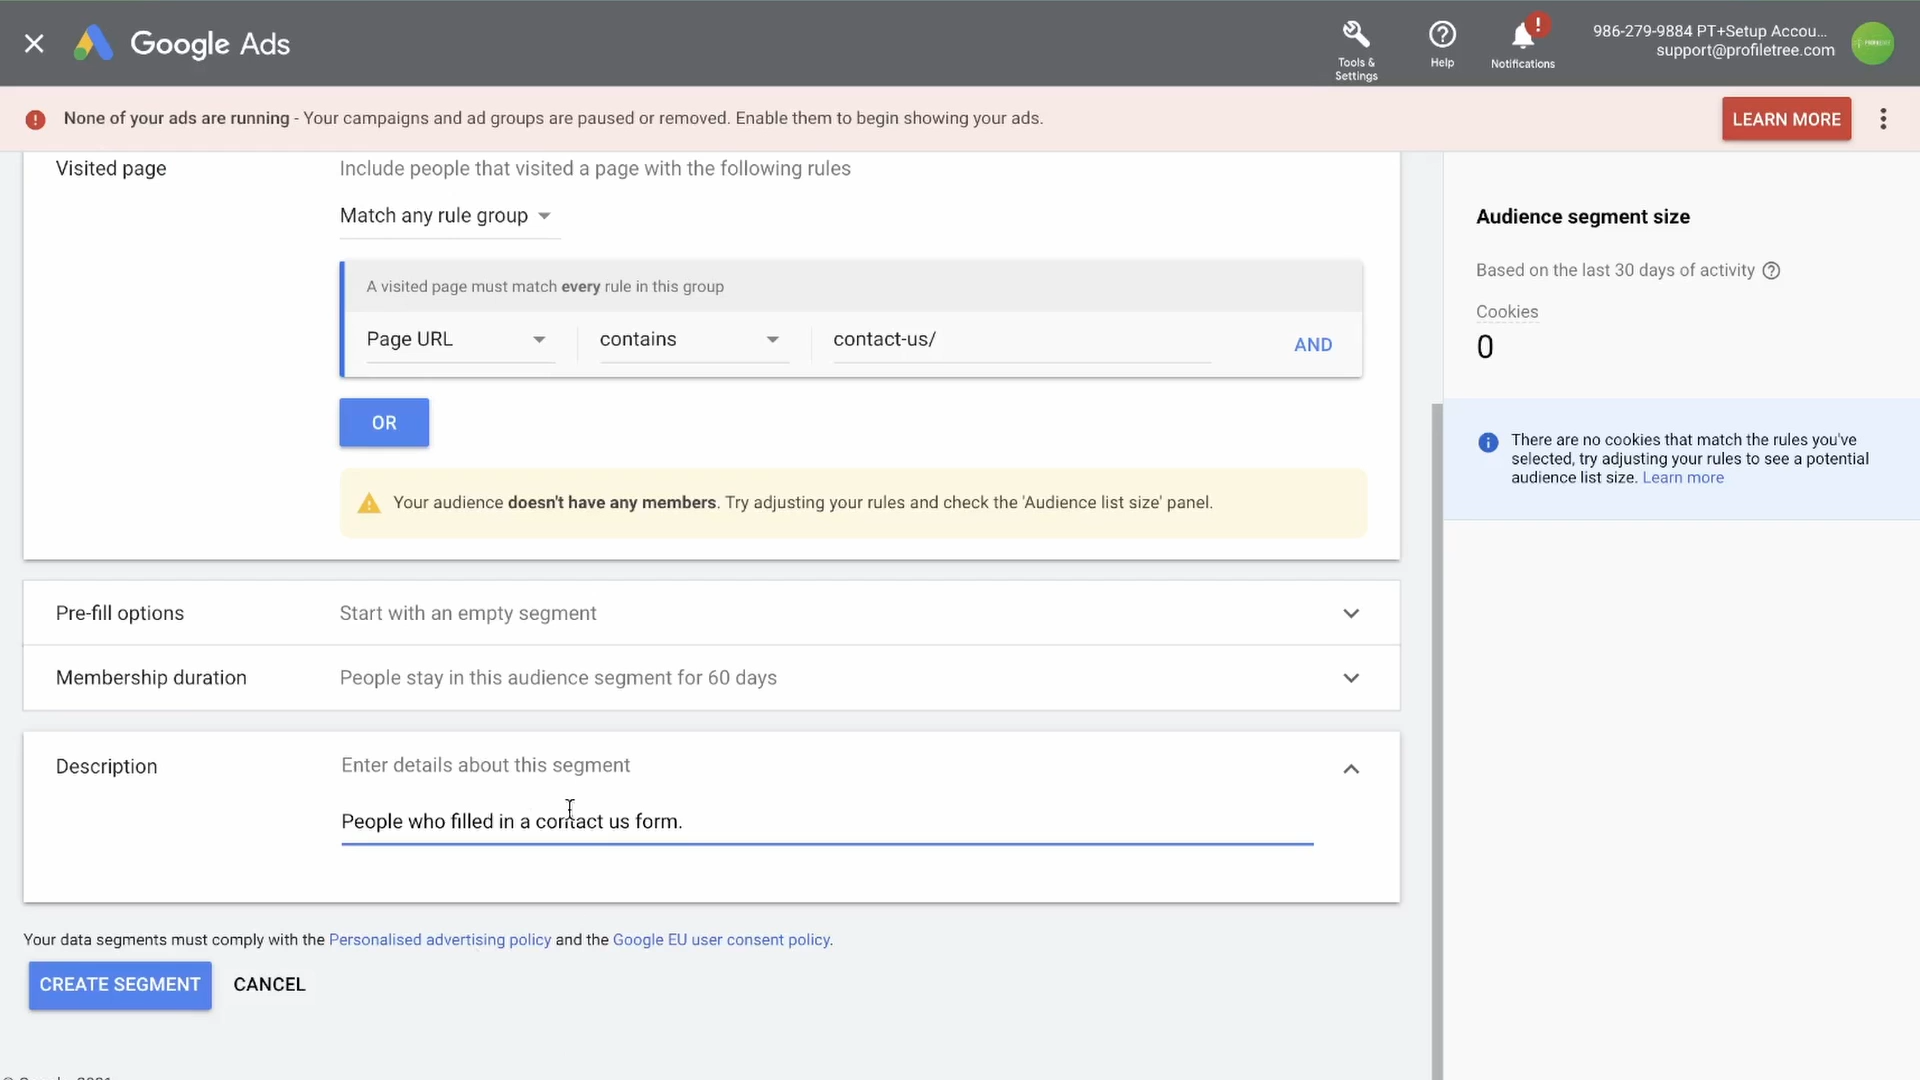 Google Ads
Tools &
Settings
Help
!
Notifications
986-279-9884 PT+Setup Accou...
support@profiletree.com
None of your ads are running - Your campaigns and ad groups are paused or removed. Enable them to begin showing your ads.
LEARN MORE
Visited page
Include people that visited a page with the following rules
Match any rule group
A visited page must match every rule in this group
Page URL
contains
contact-us/
AND
OR
Your audience doesn't have any members. Try adjusting your rules and check the 'Audience list size' panel.
Pre-fill options
Start with an empty segment
Membership duration
People stay in this audience segment for 60 days
Description
Enter details about this segment
People who filled in a contact us form.
Your data segments must comply with the Personalised advertising policy and the Google EU user consent policy.
CREATE SEGMENT
CANCEL
Audience segment size
Based on the last 30 days of activity
Cookies
0
There are no cookies that match the rules you've
selected, try adjusting your rules to see a potential
audience list size. Learn more